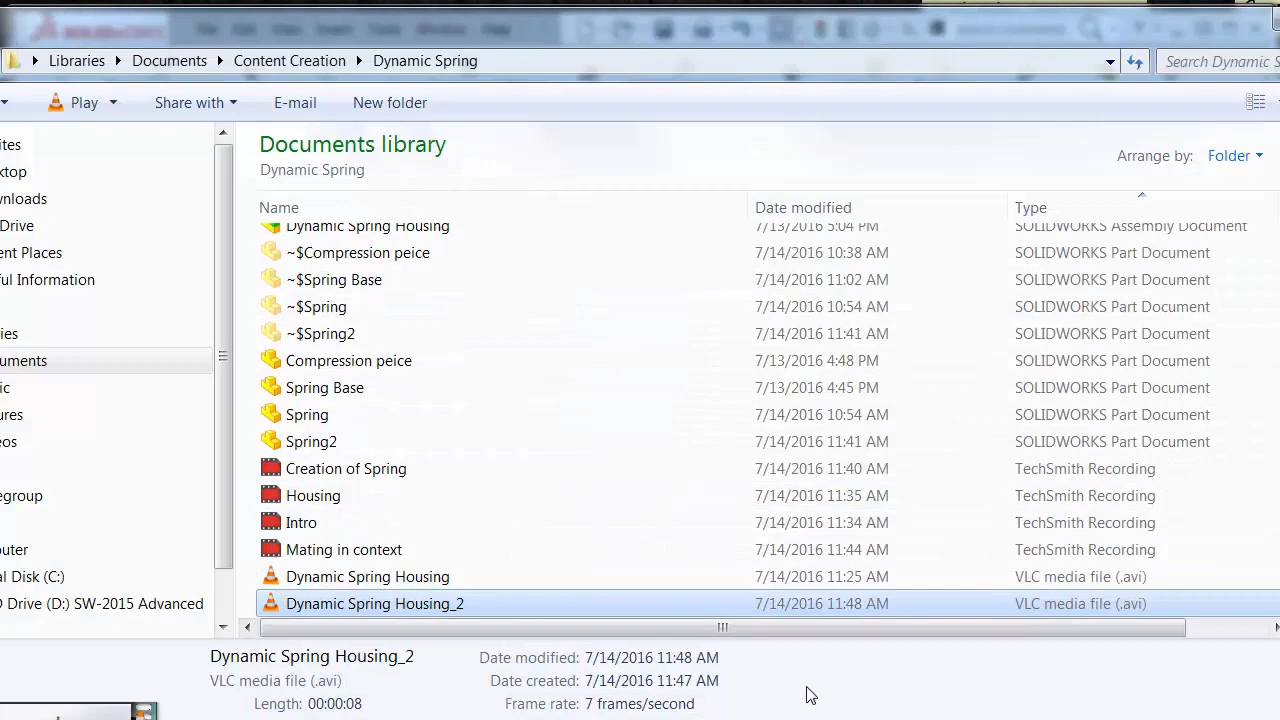 Libraries Documents Content Creation Dynamic Spring Search Dynamic S
Play Share with E-mail New folder
Documents library
Dynamic Spring
Arrange by: Folder
Name Date modified Type
Dynamic Spring Housing 7/13/2016 5:04 PM SOLIDWORKS Assembly Document
~$Compression peice 7/14/2016 10:38 AM SOLIDWORKS Part Document
~$Spring Base 7/14/2016 11:02 AM SOLIDWORKS Part Document
~$Spring 7/14/2016 10:54 AM SOLIDWORKS Part Document
~$Spring2 7/14/2016 11:41 AM SOLIDWORKS Part Document
Compression peice 7/13/2016 4:48 PM SOLIDWORKS Part Document
Spring Base 7/13/2016 4:45 PM SOLIDWORKS Part Document
Spring 7/14/2016 10:54 AM SOLIDWORKS Part Document
Spring2 7/14/2016 11:41 AM SOLIDWORKS Part Document
Creation of Spring 7/14/2016 11:40 AM TechSmith Recording
Housing 7/14/2016 11:35 AM TechSmith Recording
Intro 7/14/2016 11:34 AM TechSmith Recording
Mating in context 7/14/2016 11:44 AM TechSmith Recording
Dynamic Spring Housing 7/14/2016 11:25 AM VLC media file (.avi)
Dynamic Spring Housing_2 7/14/2016 11:48 AM VLC media file (.avi)
ites
ktop
wnloads
Drive
ent Places
ful Information
ries
uments
ic
ures
eos
egroup
uter
al Disk (C:)
D Drive (D:) SW-2015 Advanced
Dynamic Spring Housing_2 Date modified: 7/14/2016 11:48 AM
VLC media file (.avi) Date created: 7/14/2016 11:47 AM
Length: 00:00:08 Frame rate: 7 frames/second